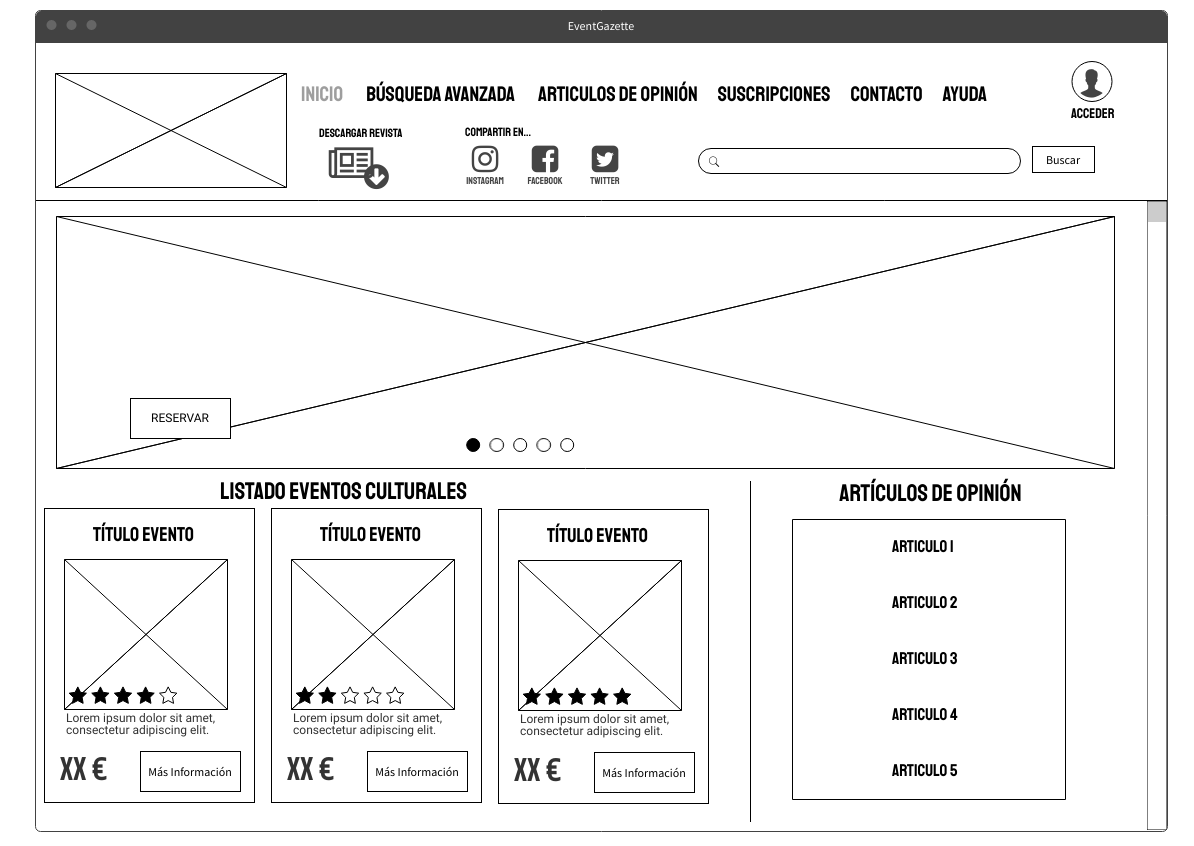 EventGazette
INICIO BÚSQUEDA AVANZADA ARTICULOS DE OPINIÓN SUSCRIPCIONES CONTACTO AYUDA
ACCEDER
DESCARGAR REVISTA
COMPARTIR EN...
INSTAGRAM FACEBOOK TWITTER
Buscar
RESERVAR
LISTADO EVENTOS CULTURALES
TÍTULO EVENTO
Lorem ipsum dolor sit amet,
consectetur adipiscing elit.
XX € Más Información
TÍTULO EVENTO
Lorem ipsum dolor sit amet,
consectetur adipiscing elit.
XX € Más Información
TÍTULO EVENTO
Lorem ipsum dolor sit amet,
consectetur adipiscing elit.
XX € Más Información
ARTÍCULOS DE OPINIÓN
ARTICULO 1
ARTICULO 2
ARTICULO 3
ARTICULO 4
ARTICULO 5